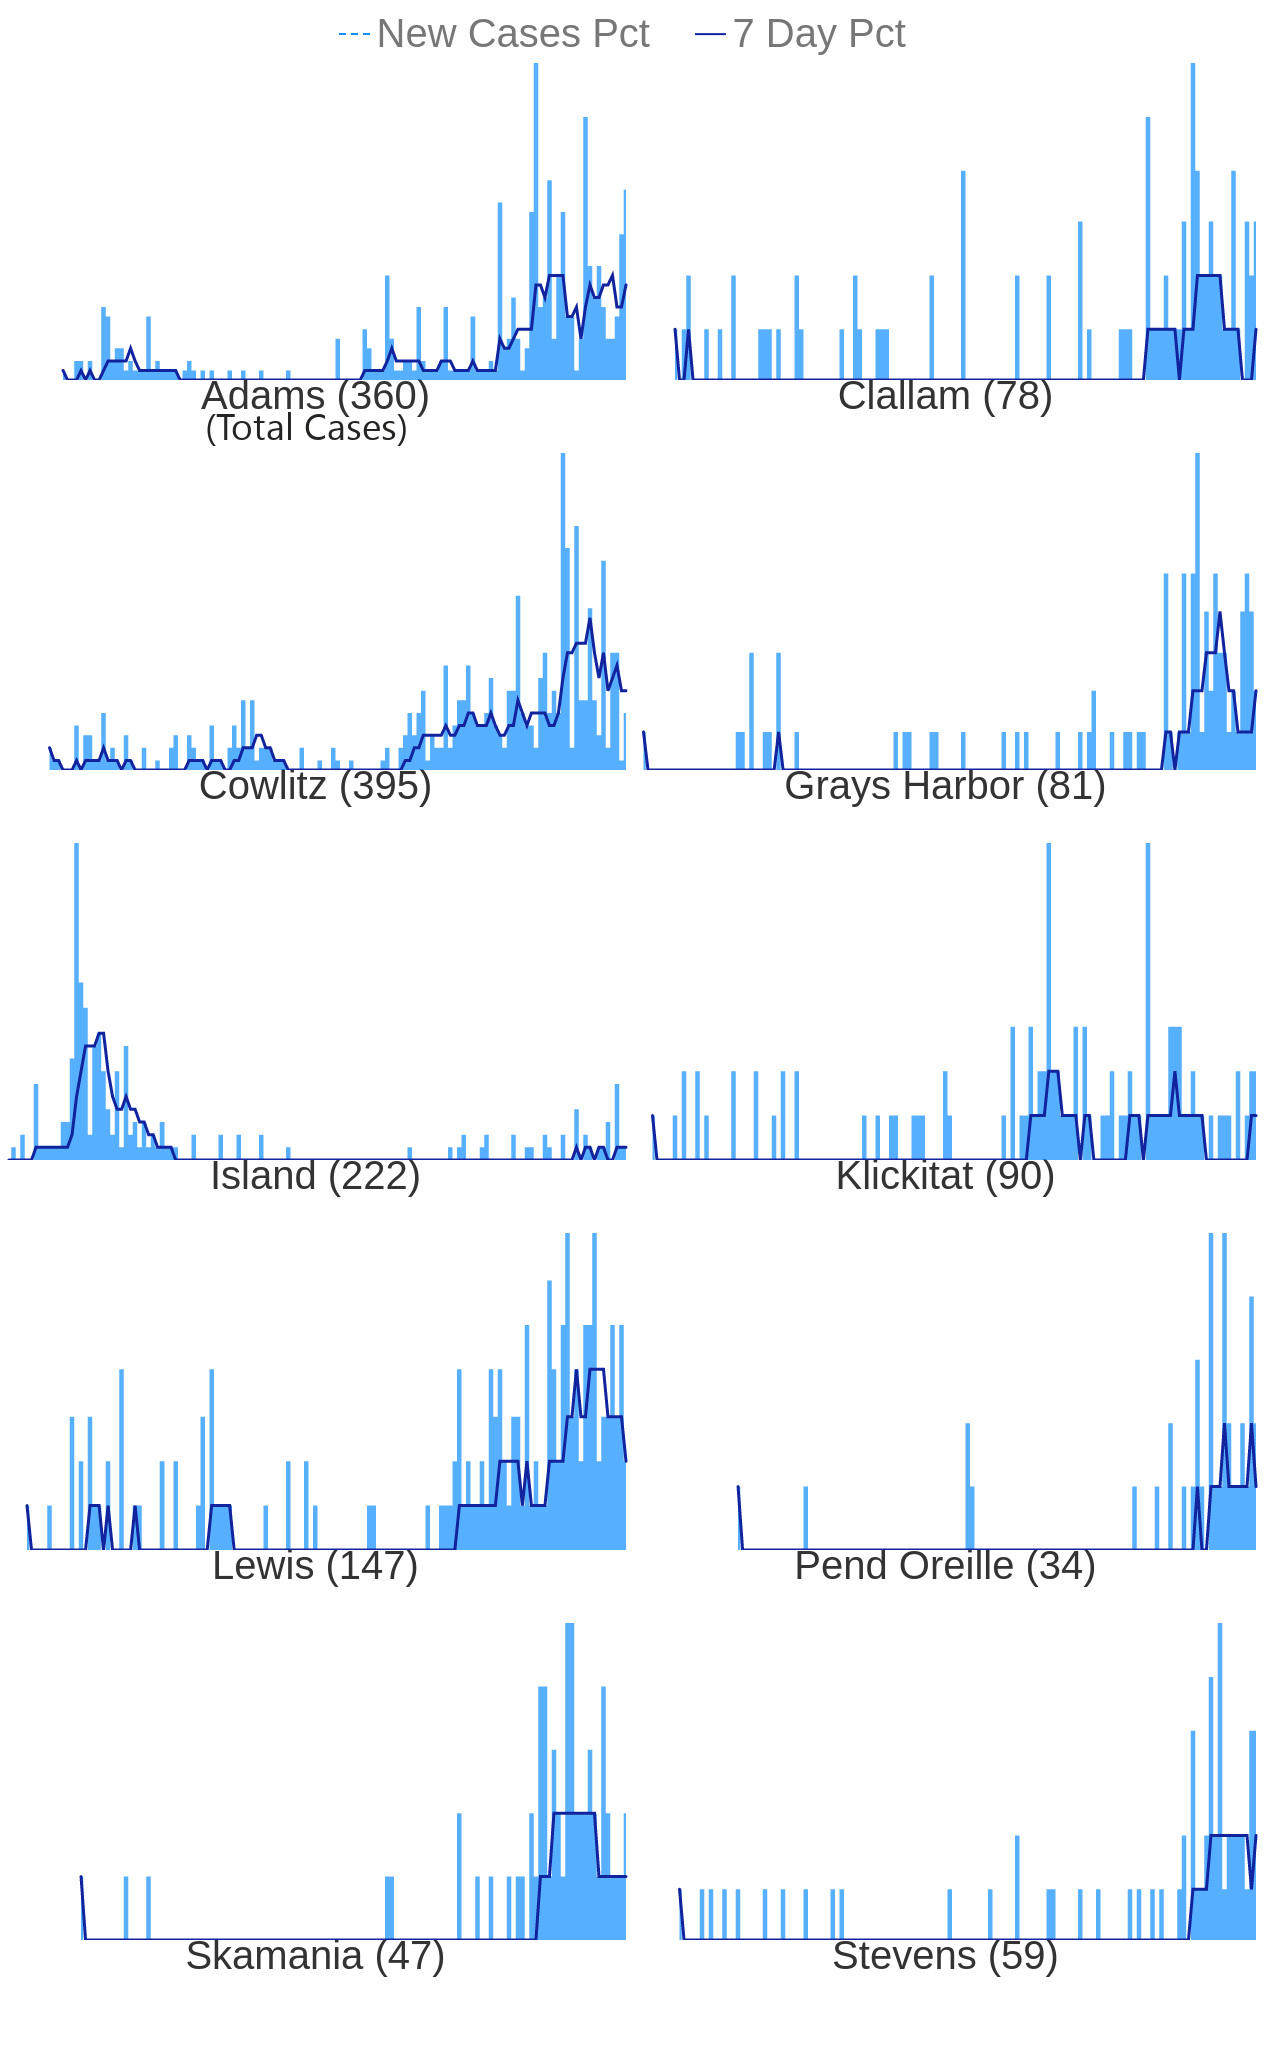 New Cases Pct 7 Day Pct
Adams (360) Clallam (78)
(Total Cases)
Cowlitz (395) Grays Harbor (81)
Island (222) Klickitat (90)
Lewis (147) Pend Oreille (34)
Skamania (47) Stevens (59)